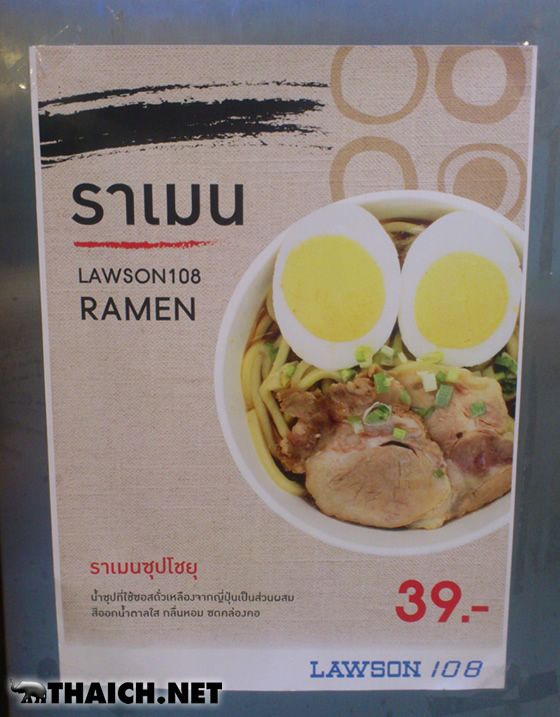 ราเมน
LAWSON108
RAMEN
ราเมนซุปโชยุ
น้ำซุปที่ใช้ซอสถั่วเหลืองจากญี่ปุ่นเป็นส่วนผสม
สีออกน้ำตาลใส กลิ่นหอม ซดคล่องคอ
39.-
LAWSON 108
THAICH.NET